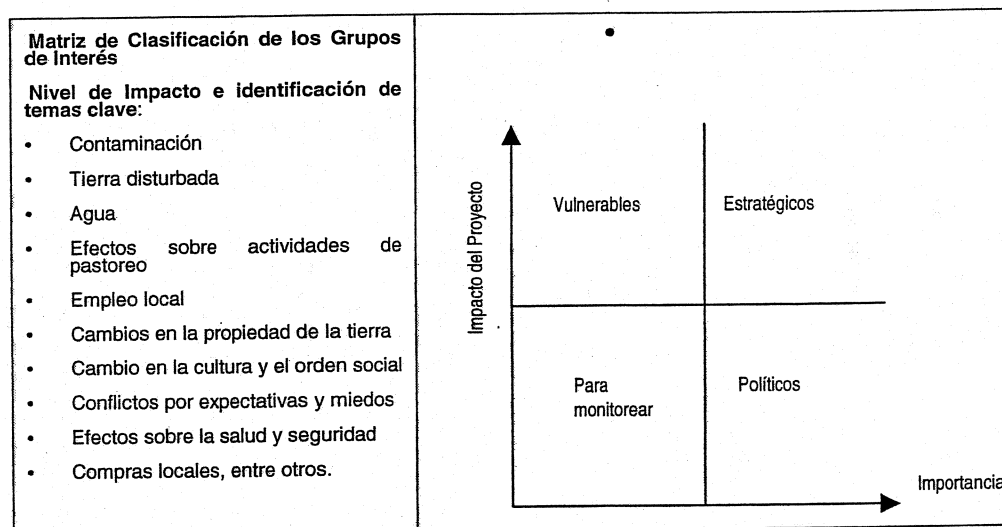 Matriz de Clasificación de los Grupos
de Interés
Nivel de Impacto e identificación de
temas clave:
• Contaminación
• Tierra disturbada
• Agua
• Efectos sobre actividades de
pastoreo
• Empleo local
• Cambios en la propiedad de la tierra
• Cambio en la cultura y el orden social
• Conflictos por expectativas y miedos
• Efectos sobre la salud y seguridad
• Compras locales, entre otros.
Impacto del Proyecto
Vulnerables
Estratégicos
Para
monitorear
Políticos
Importancia